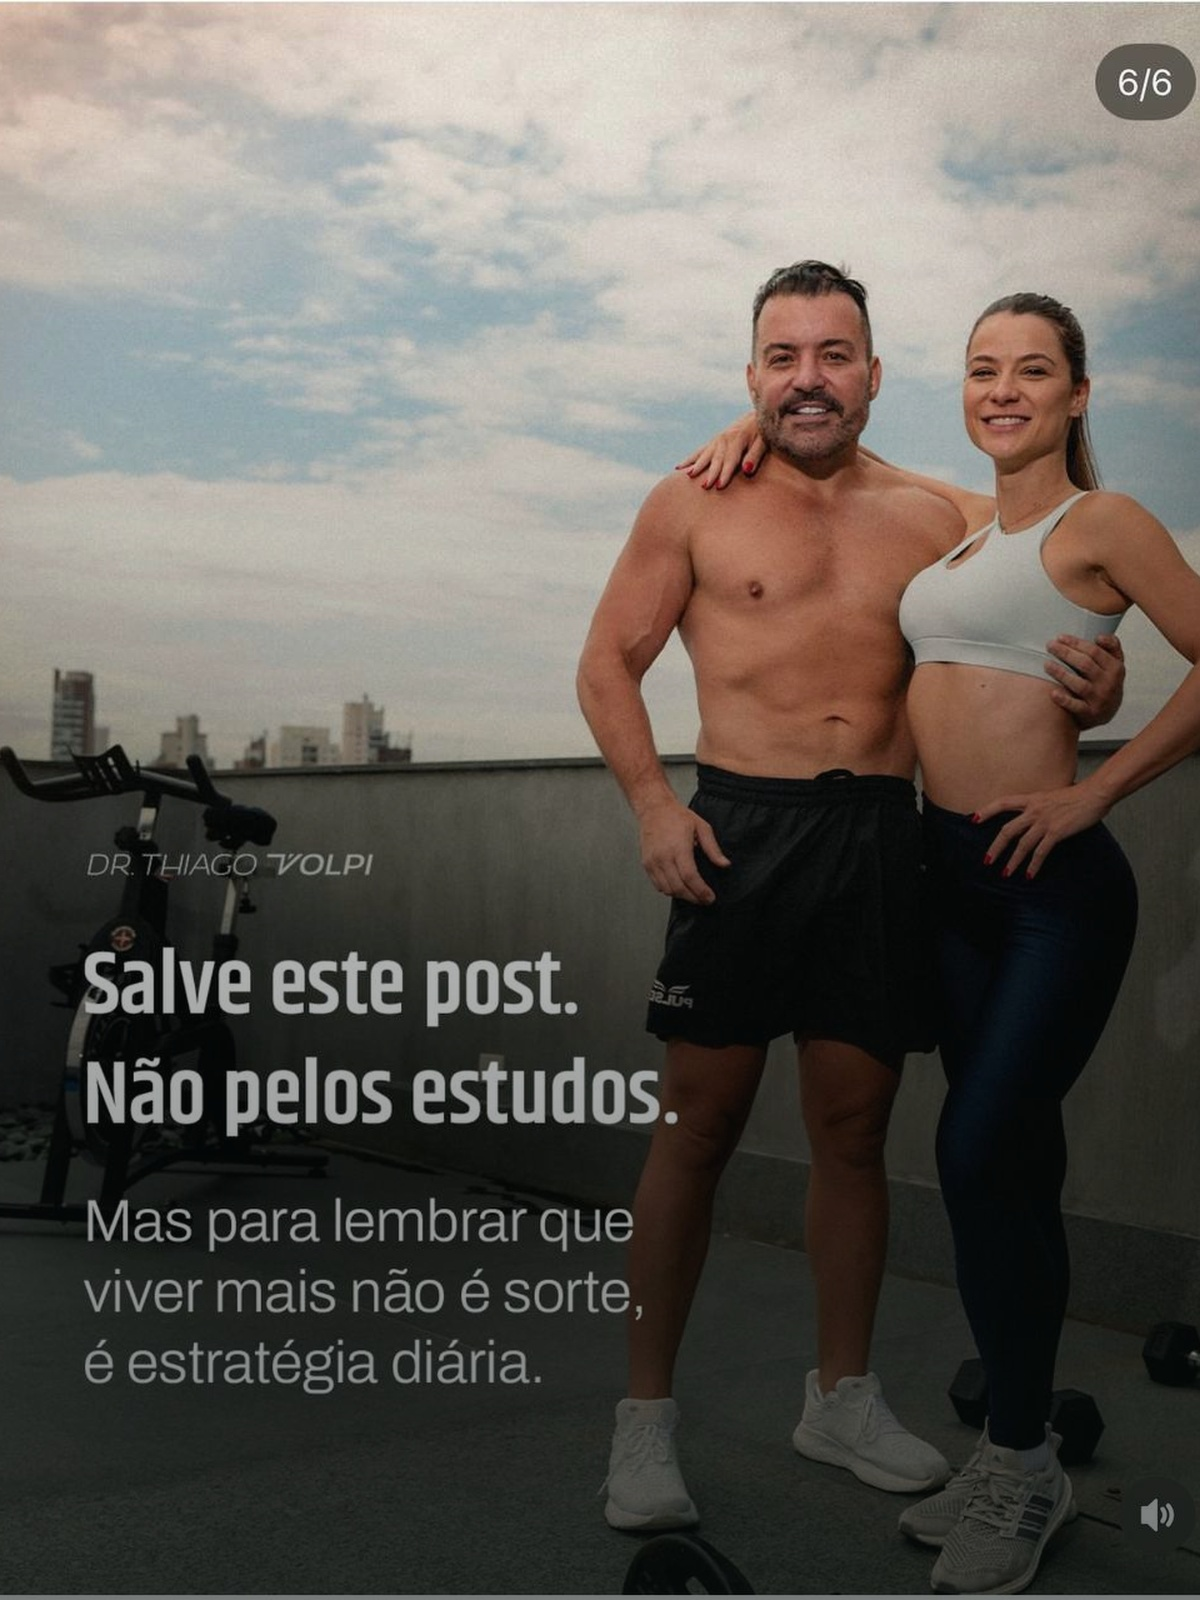 6/6
DR. THIAGO VOLPI
Salve este post.
Não pelos estudos.
Mas para lembrar que
viver mais não é sorte,
é estratégia diária.